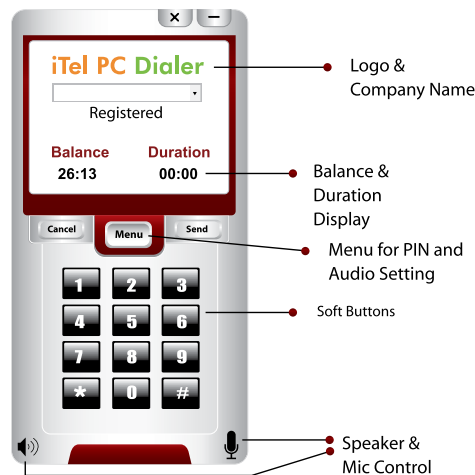 × −
iTel PC Dialer
Logo &
Company Name
Registered
Balance Duration
26:13 00:00
Balance &
Duration
Display
Cancel Menu Send
Menu for PIN and
Audio Setting
1 2 3
4 5 6
Soft Buttons
7 8 9
* 0 #
Speaker &
Mic Control